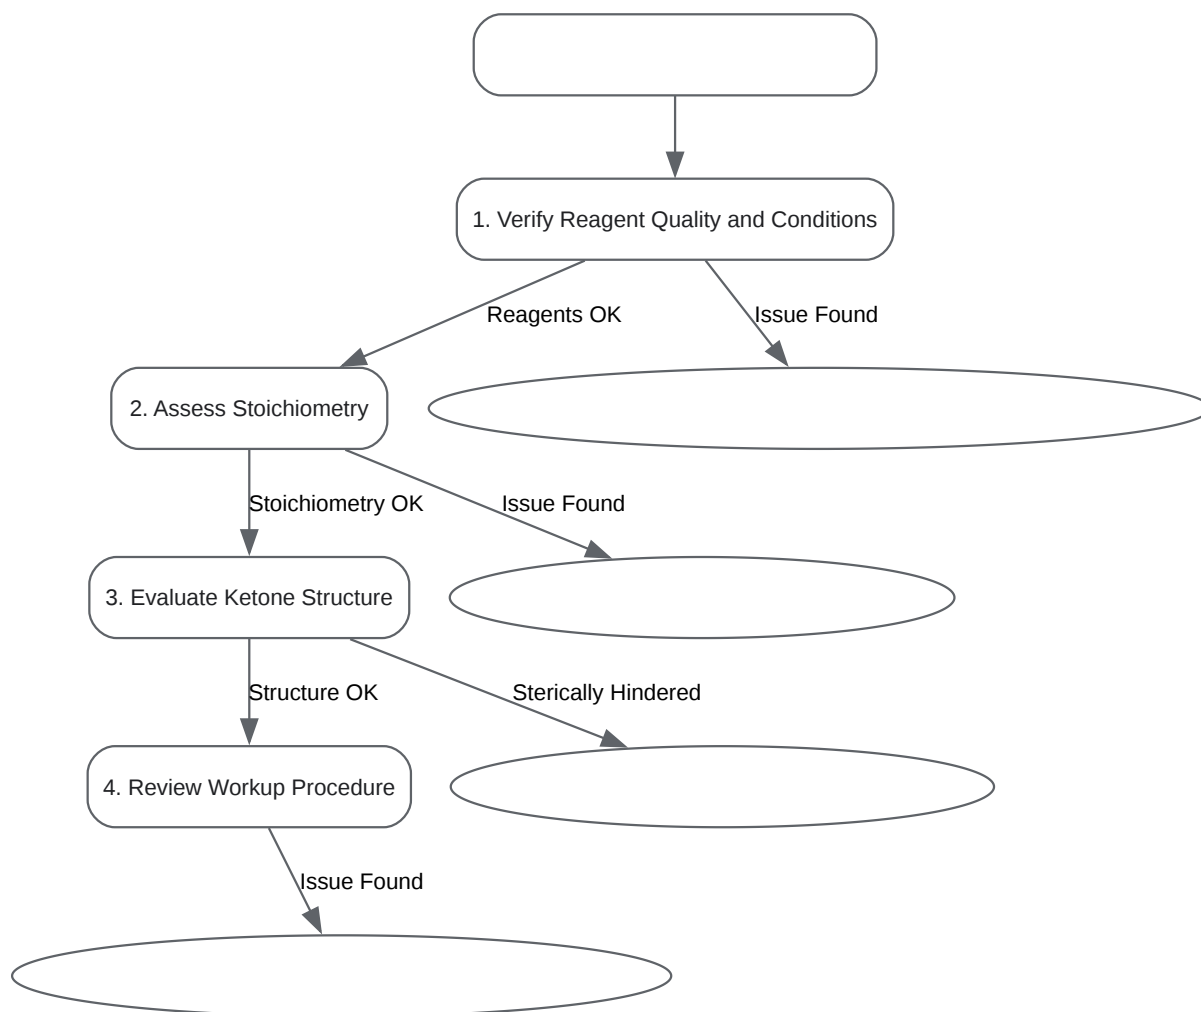 1. Verify Reagent Quality and Conditions
Reagents OK
Issue Found
2. Assess Stoichiometry
Stoichiometry OK
Issue Found
3. Evaluate Ketone Structure
Structure OK
Sterically Hindered
4. Review Workup Procedure
Issue Found